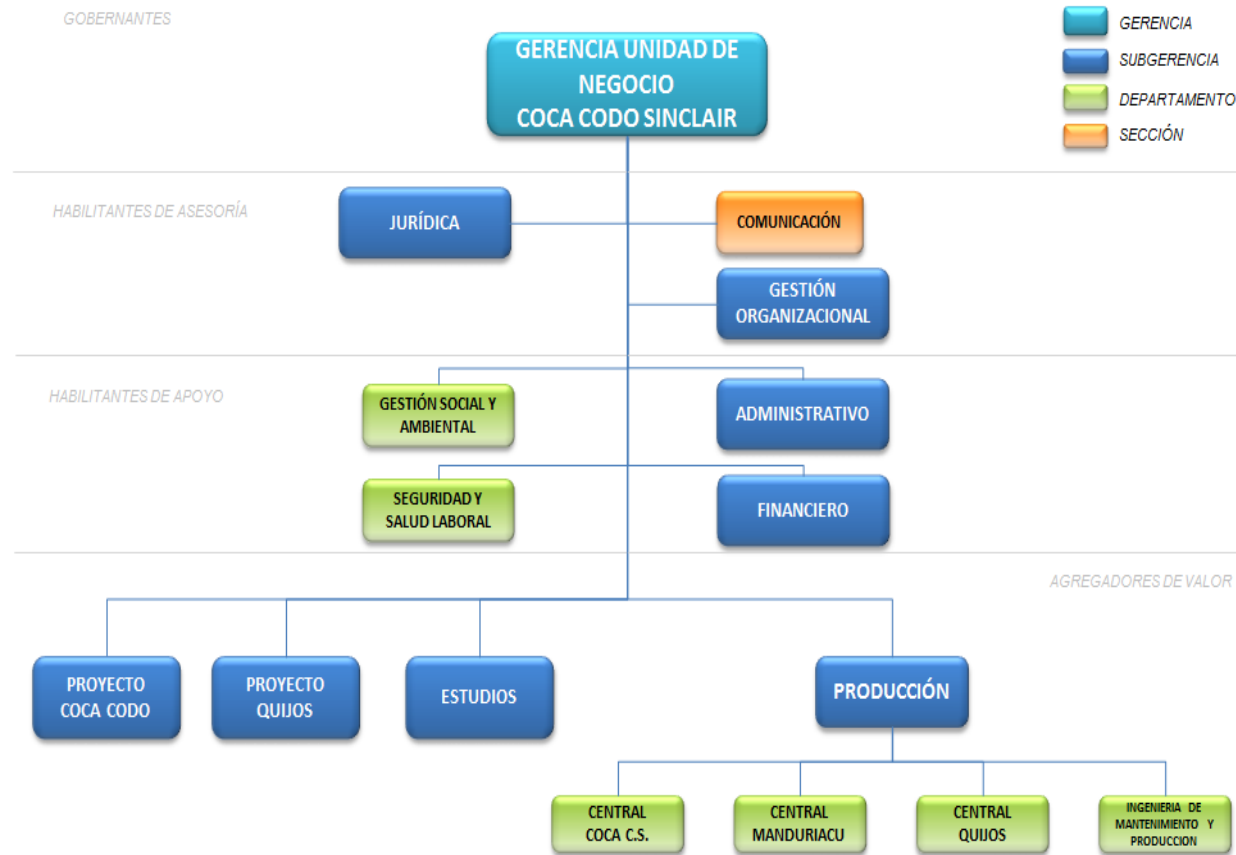 GOBERNANTES
GERENCIA UNIDAD DE
NEGOCIO
COCA CODO SINCLAIR
GERENCIA
SUBGERENCIA
DEPARTAMENTO
SECCIÓN
HABILITANTES DE ASESORÍA
JURÍDICA
COMUNICACIÓN
GESTIÓN
ORGANIZACIONAL
HABILITANTES DE APOYO
GESTIÓN SOCIAL Y
AMBIENTAL
ADMINISTRATIVO
SEGURIDAD Y
SALUD LABORAL
FINANCIERO
AGREGADORES DE VALOR
PROYECTO
COCA CODO
PROYECTO
QUIJOS
ESTUDIOS
PRODUCCIÓN
CENTRAL
COCA C.S.
CENTRAL
MANDURIACU
CENTRAL
QUIJOS
INGENIERIA DE
MANTENIMIENTO Y
PRODUCCION